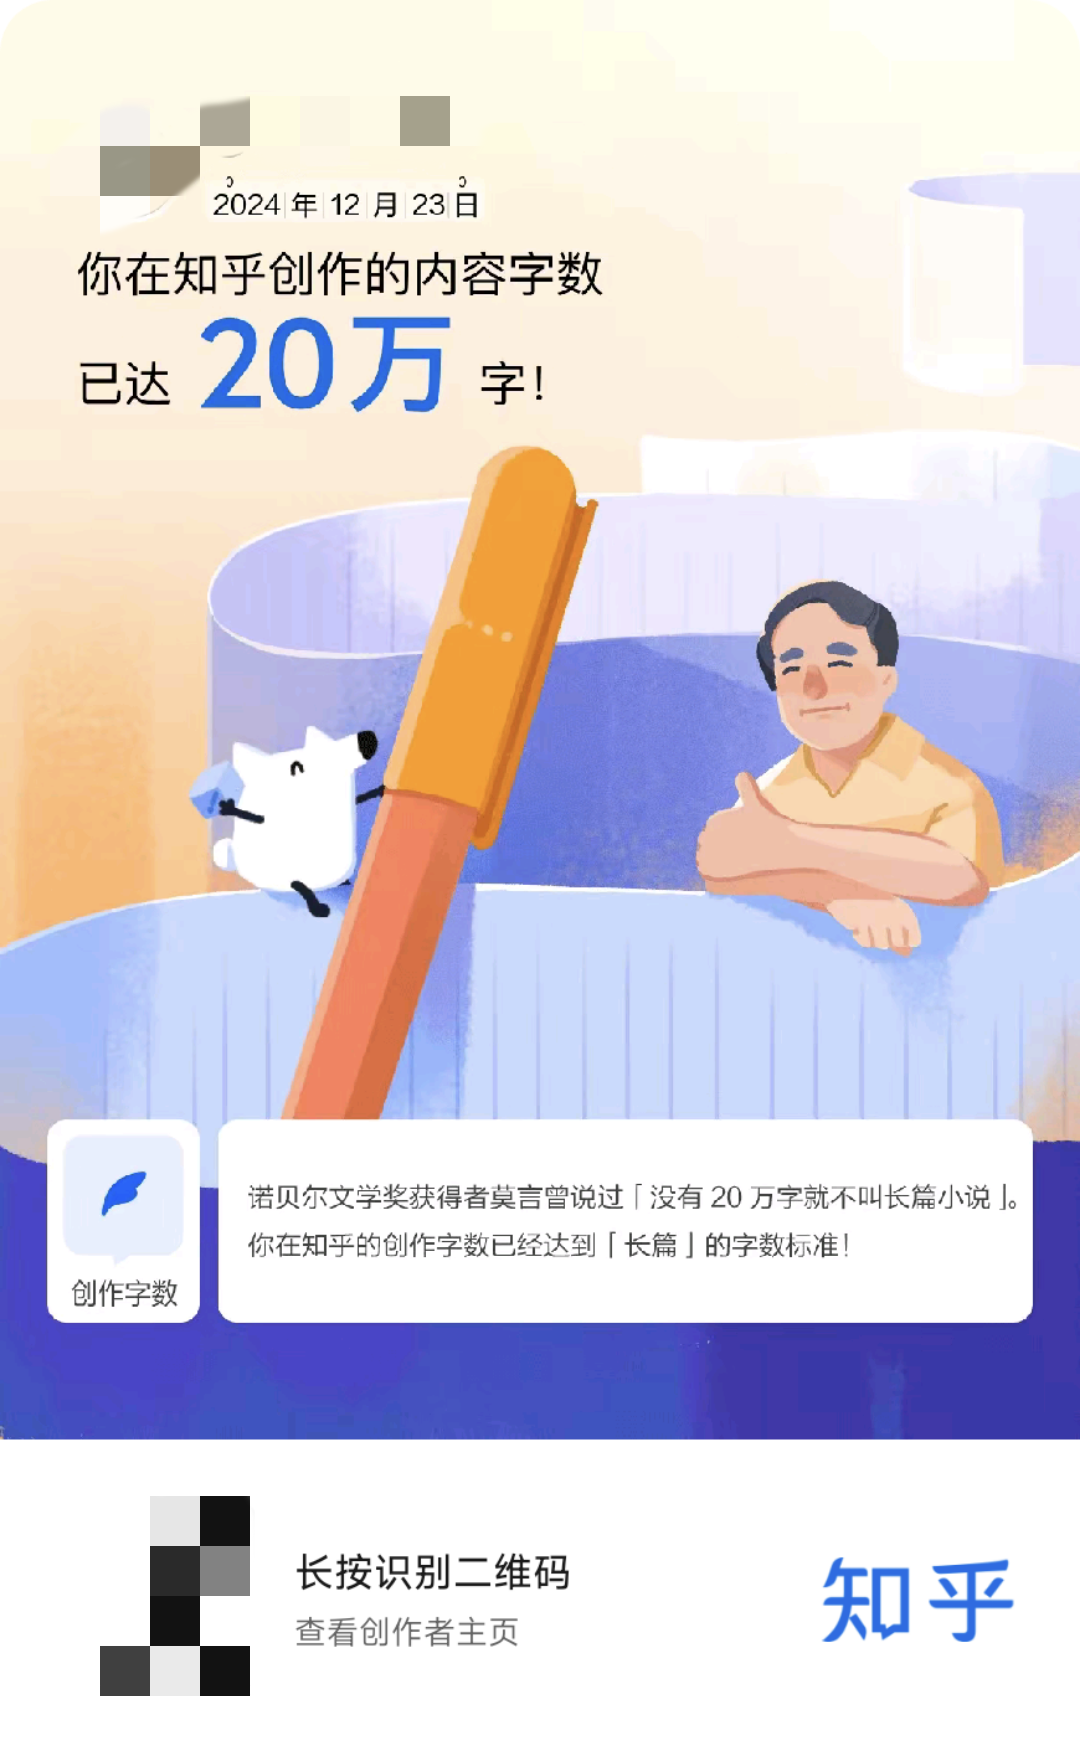 2024年12月23日
你在知乎创作的内容字数
已达 20万 字！
诺贝尔文学奖获得者莫言曾说过「没有 20 万字就不叫长篇小说」。
你在知乎的创作字数已经达到「长篇」的字数标准！
创作字数
长按识别二维码
查看创作者主页
知乎